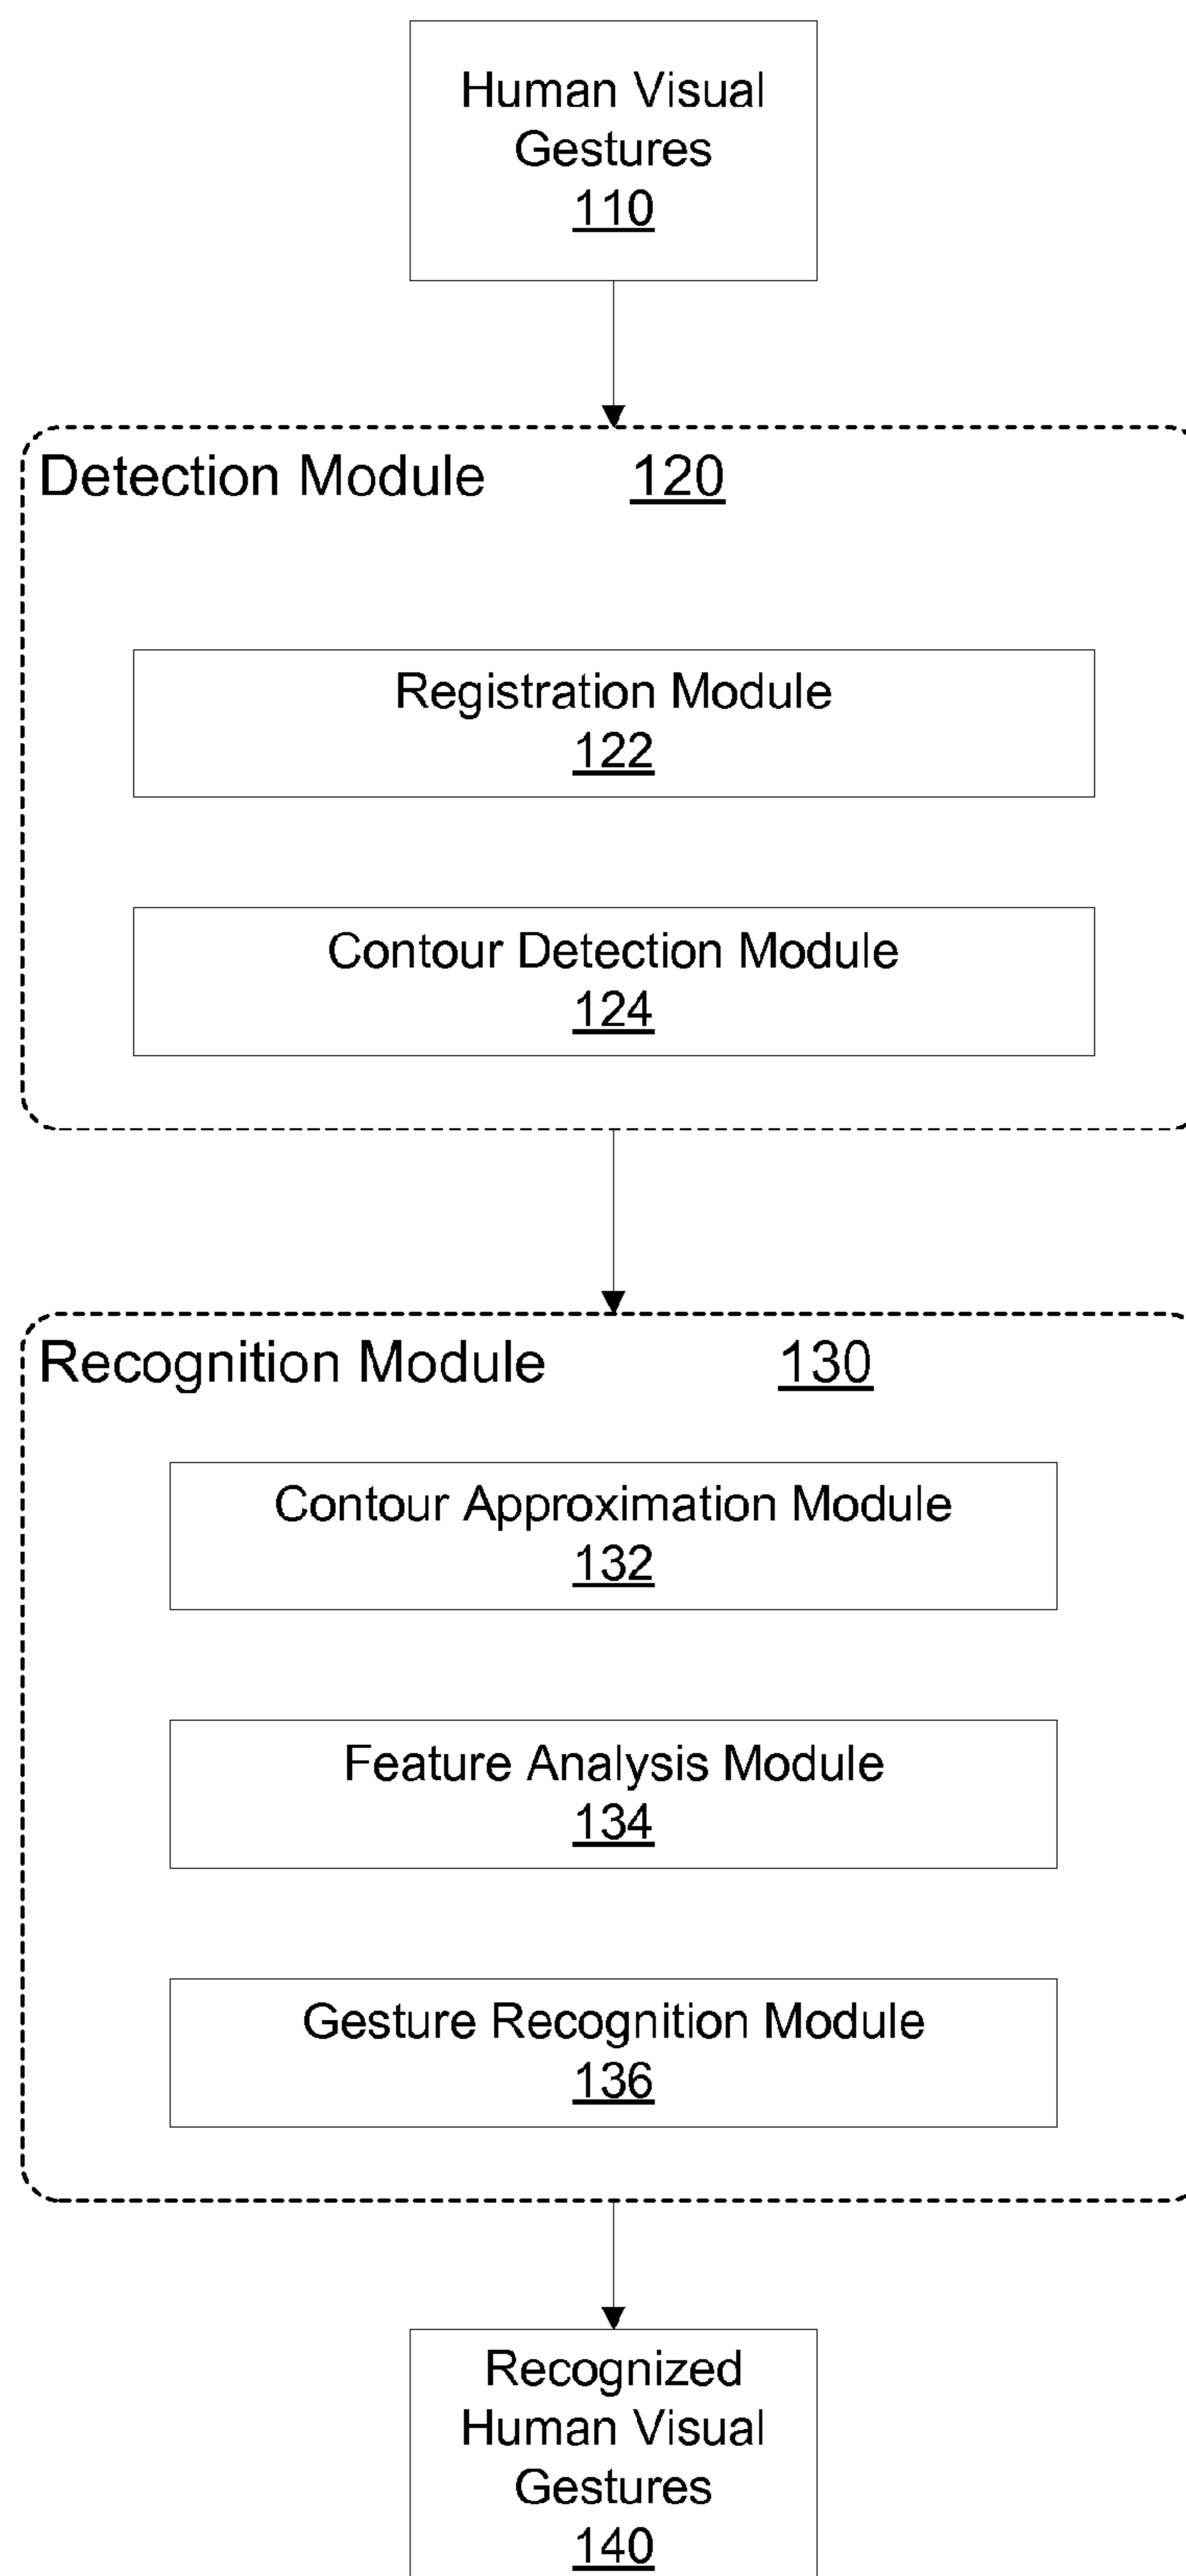 Human Visual
Gestures
110
Detection Module 120
Registration Module
122
Contour Detection Module
124
Recognition Module 130
Contour Approximation Module
132
Feature Analysis Module
134
Gesture Recognition Module
136
Recognized
Human Visual
Gestures
140